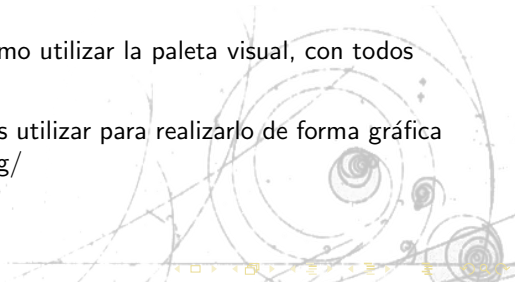 mo utilizar la paleta visual, con todos
s utilizar para realizarlo de forma gráfica
g/